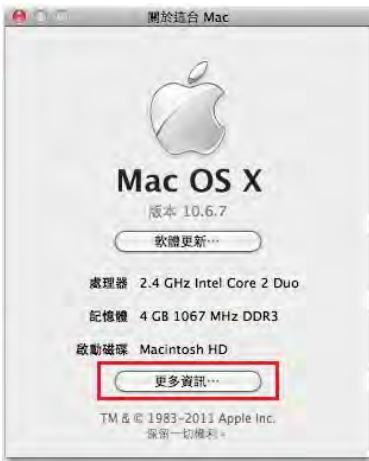 關於這台 Mac
Mac OS X
版本 10.6.7
軟體更新⋯
處理器 2.4 GHz Intel Core 2 Duo
記憶體 4 GB 1067 MHz DDR3
啟動磁碟 Macintosh HD
更多資訊⋯
TM & © 1983-2011 Apple Inc.
保留一切權利。